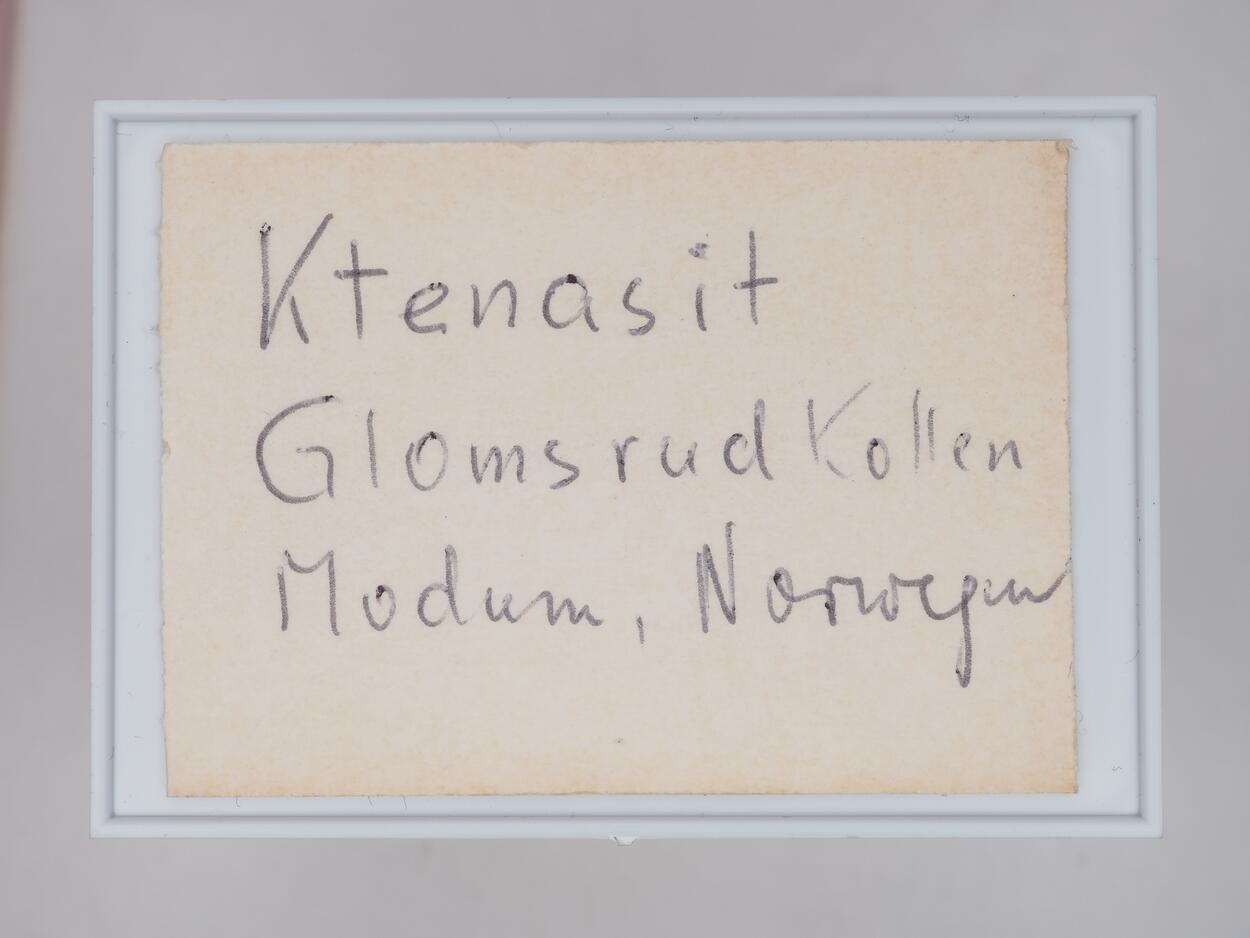 Ktenasit
Glomsrud Kollen
Modum, Norwegen